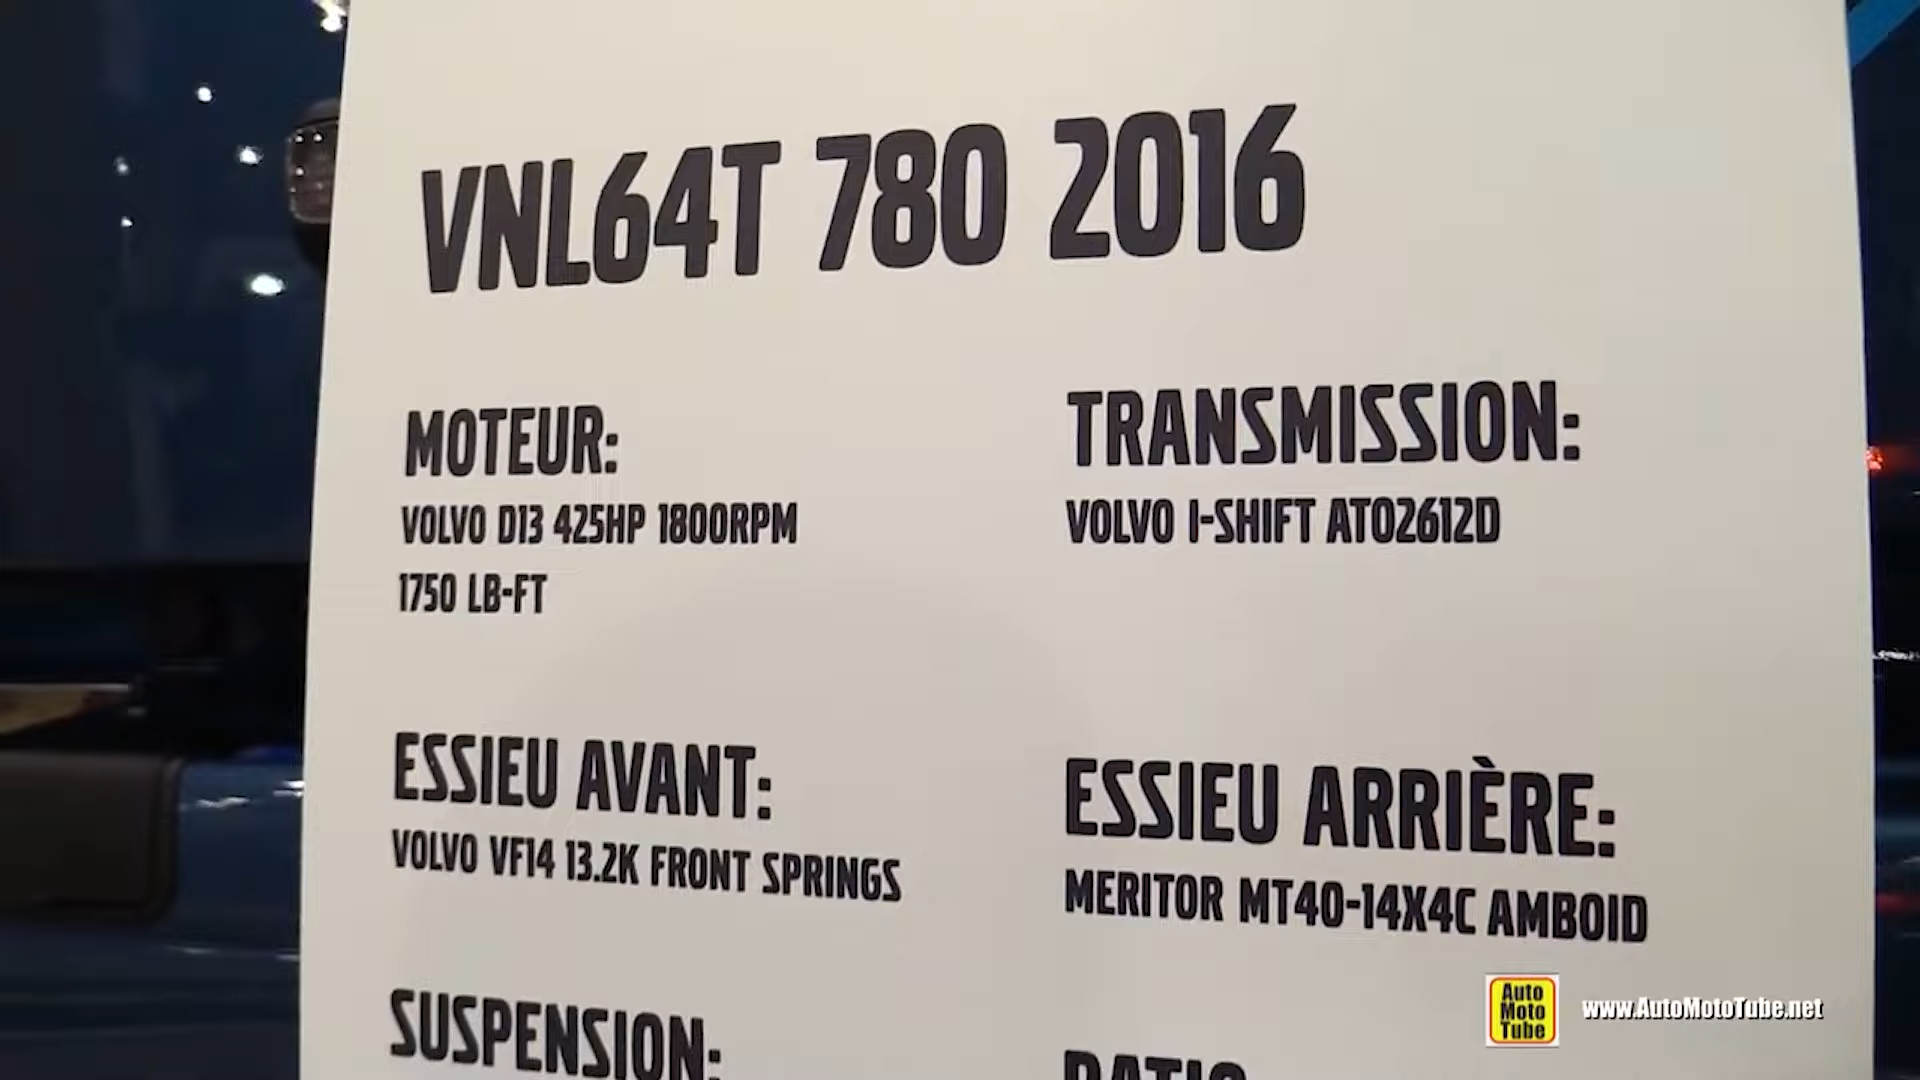 VNL64T 780 2016
MOTEUR:
VOLVO D13 425HP 1800RPM
1750 LB-FT
TRANSMISSION:
VOLVO I-SHIFT ATO2612D
ESSIEU AVANT:
VOLVO VF14 13.2K FRONT SPRINGS
ESSIEU ARRIÈRE:
MERITOR MT40-14X4C AMBOID
SUSPENSION:
RATIO
Auto
Moto
Tube
www.AutoMotoTube.net